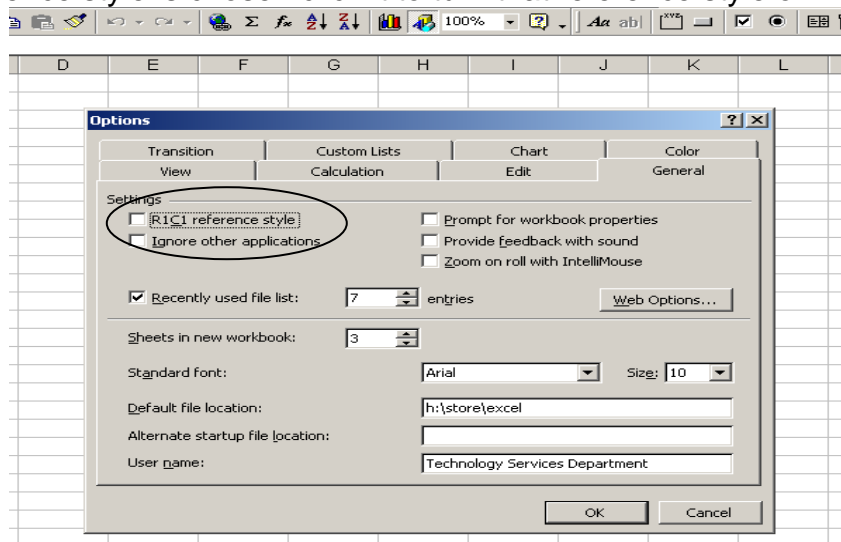 100%
Aa ab|
D E F G H I J K L
Options
Transition Custom Lists Chart Color
View Calculation Edit General
Settings
R1C1 reference style
Ignore other applications
Prompt for workbook properties
Provide feedback with sound
Zoom on roll with IntelliMouse
Recently used file list: 7 entries
Web Options...
Sheets in new workbook: 3
Standard font: Arial Size: 10
Default file location: h:\store\excel
Alternate startup file location:
User name: Technology Services Department
OK Cancel